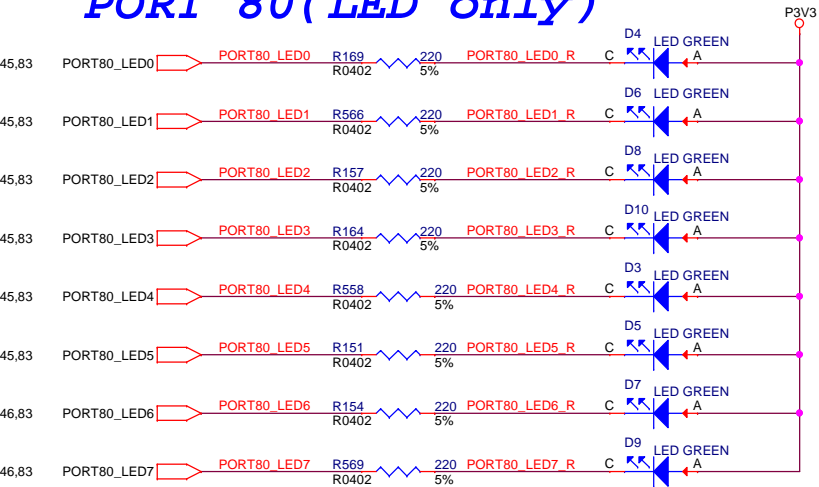 PORT 80(LED only)
P3V3
D4
LED GREEN
45,83 PORT80_LED0 PORT80_LED0 R169 220 PORT80_LED0_R C A
R0402 5%
D6
LED GREEN
45,83 PORT80_LED1 PORT80_LED1 R566 220 PORT80_LED1_R C A
R0402 5%
D8
LED GREEN
45,83 PORT80_LED2 PORT80_LED2 R157 220 PORT80_LED2_R C A
R0402 5%
D10
LED GREEN
45,83 PORT80_LED3 PORT80_LED3 R164 220 PORT80_LED3_R C A
R0402 5%
D3
LED GREEN
45,83 PORT80_LED4 PORT80_LED4 R558 220 PORT80_LED4_R C A
R0402 5%
D5
LED GREEN
45,83 PORT80_LED5 PORT80_LED5 R151 220 PORT80_LED5_R C A
R0402 5%
D7
LED GREEN
46,83 PORT80_LED6 PORT80_LED6 R154 220 PORT80_LED6_R C A
R0402 5%
D9
LED GREEN
46,83 PORT80_LED7 PORT80_LED7 R569 220 PORT80_LED7_R C A
R0402 5%